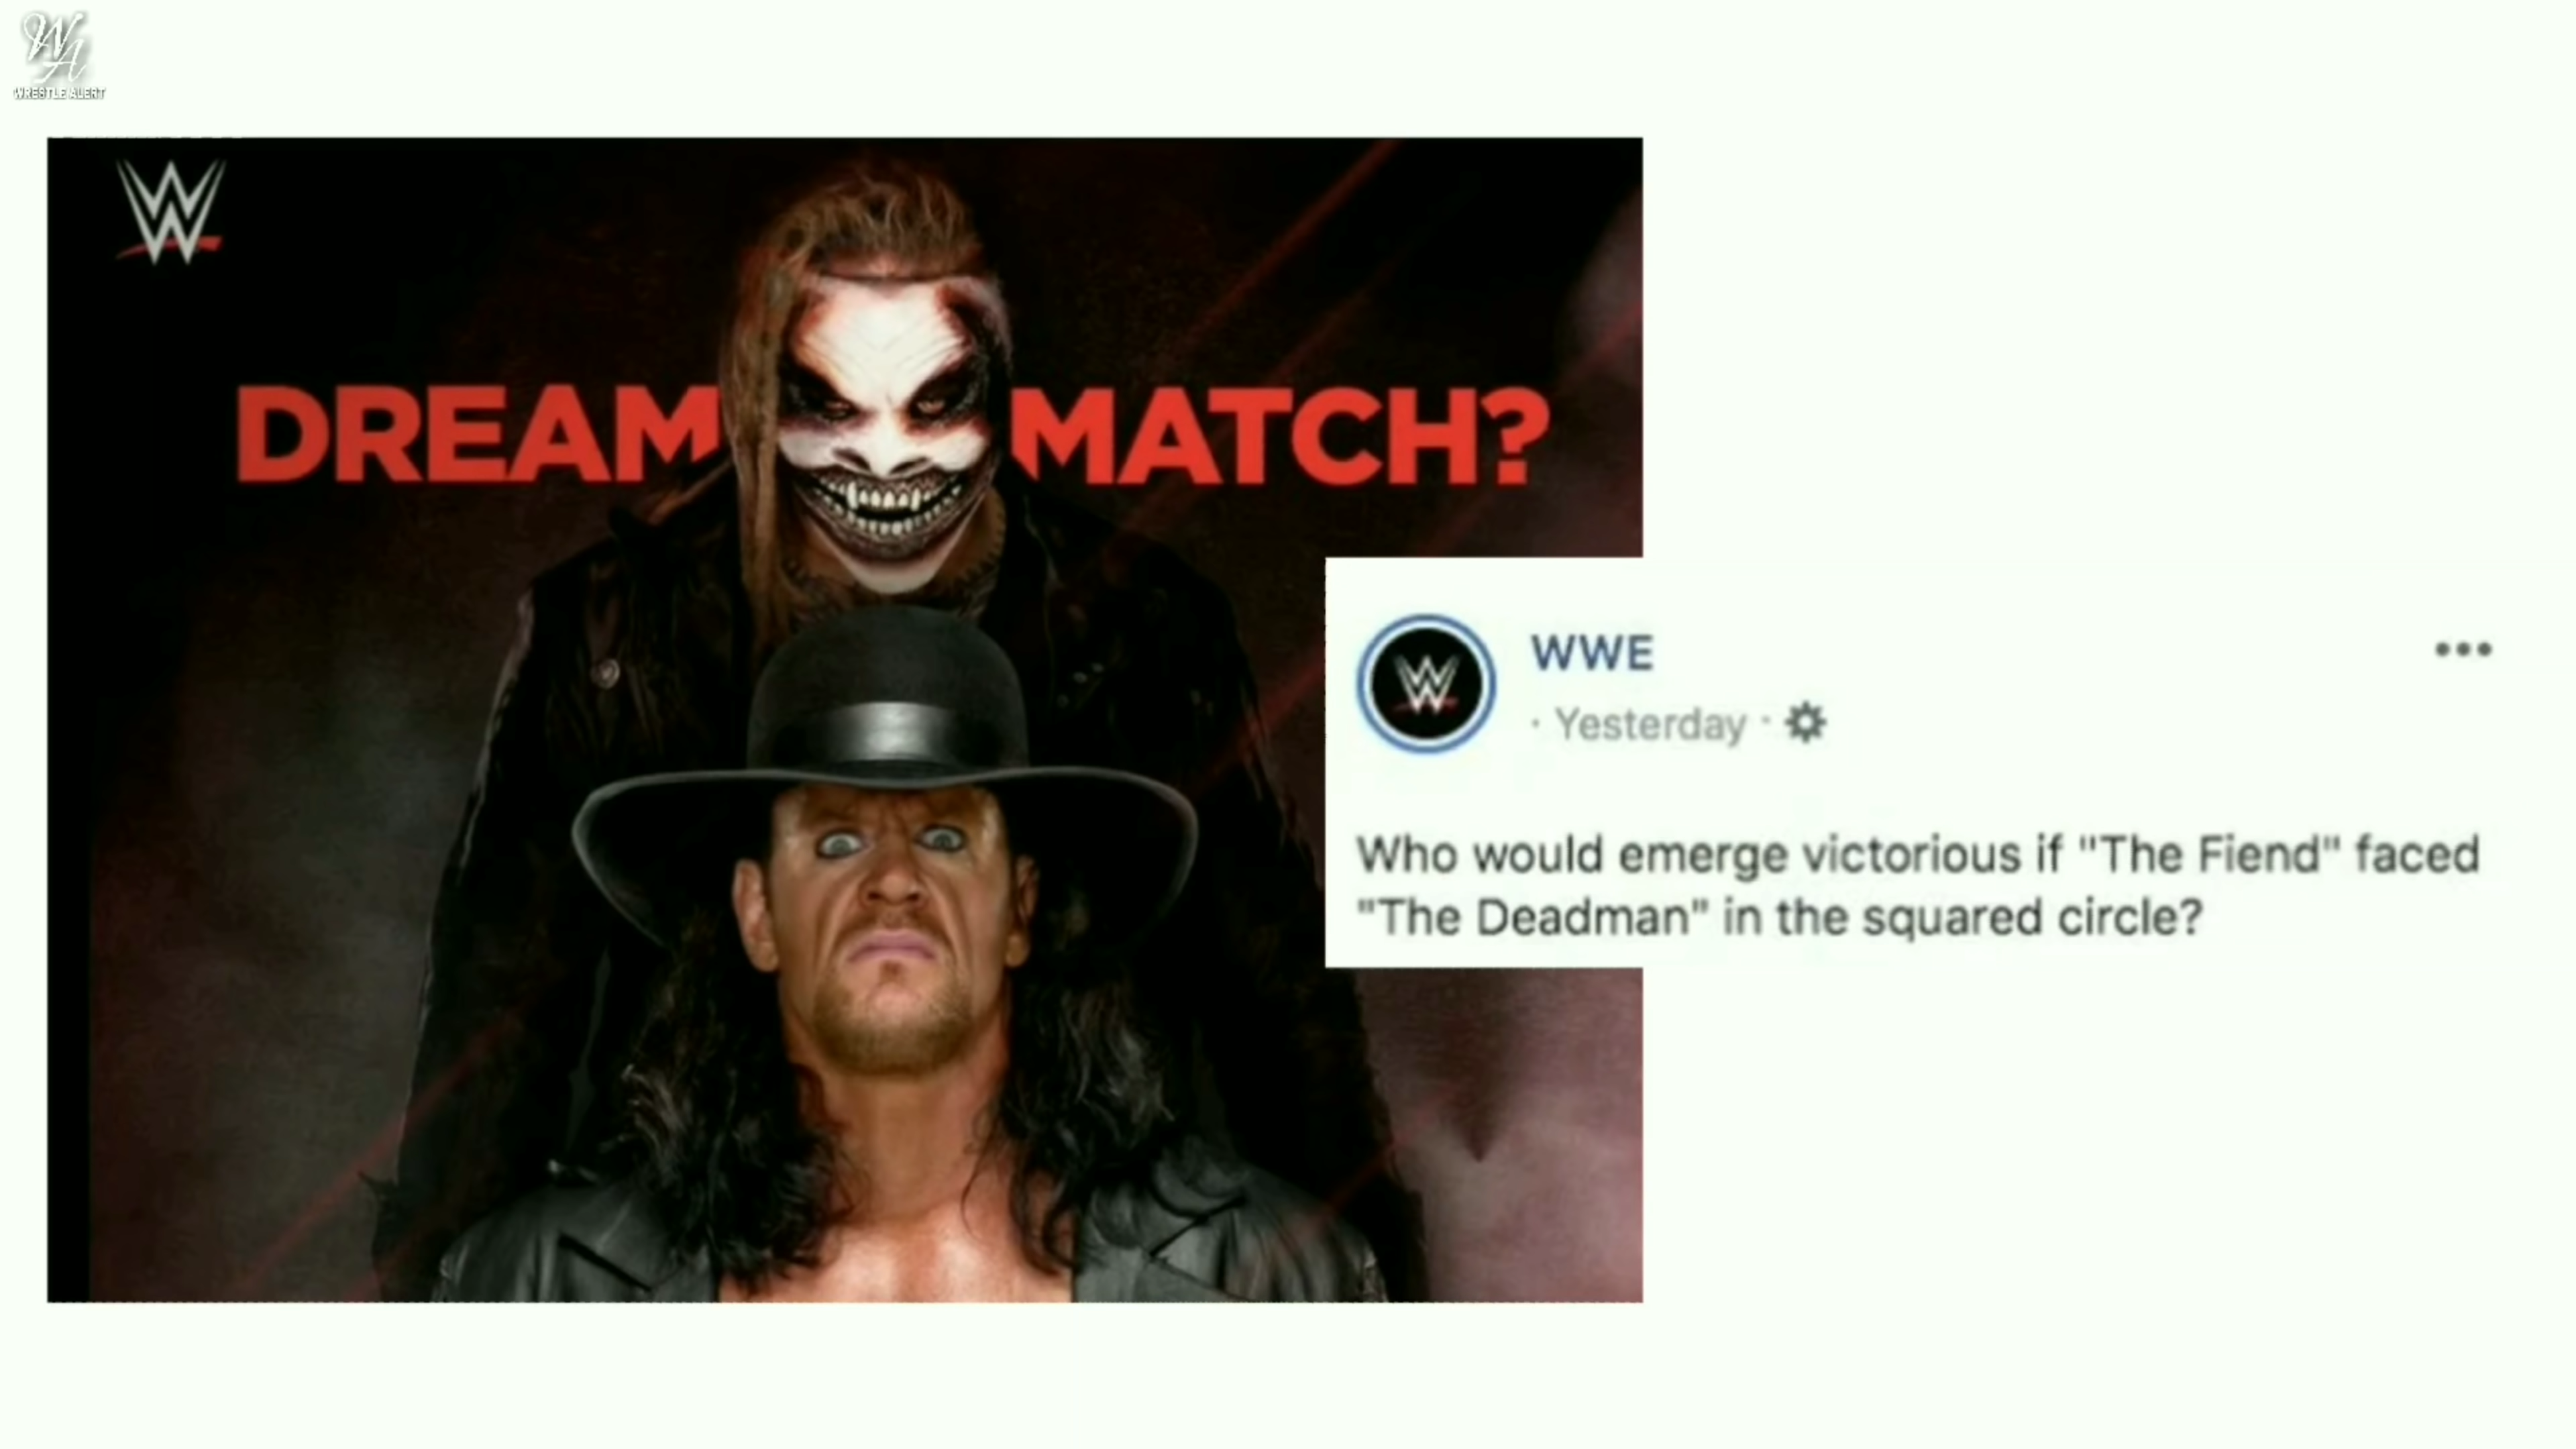 WA
WRESTLE ALERT
W
DREAM MATCH?
W
WWE
· Yesterday ·
Who would emerge victorious if "The Fiend" faced
"The Deadman" in the squared circle?